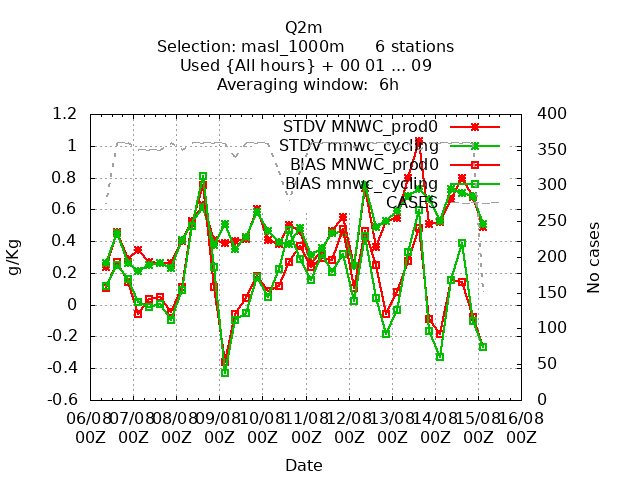 Q2m
Selection: masl_1000m 6 stations
Used {All hours} + 00 01 ... 09
Averaging window: 6h
1.2
1
0.8
0.6
0.4
0.2
0
-0.2
-0.4
-0.6
g/Kg
STDV MNWC_prod0
STDV mnwc_cycling
BIAS MNWC_prod0
BIAS mnwc_cycling
CASES
400
350
300
250
200
150
100
50
0
No cases
06/08 07/08 08/08 09/08 10/08 11/08 12/08 13/08 14/08 15/08 16/08
00Z 00Z 00Z 00Z 00Z 00Z 00Z 00Z 00Z 00Z 00Z
Date